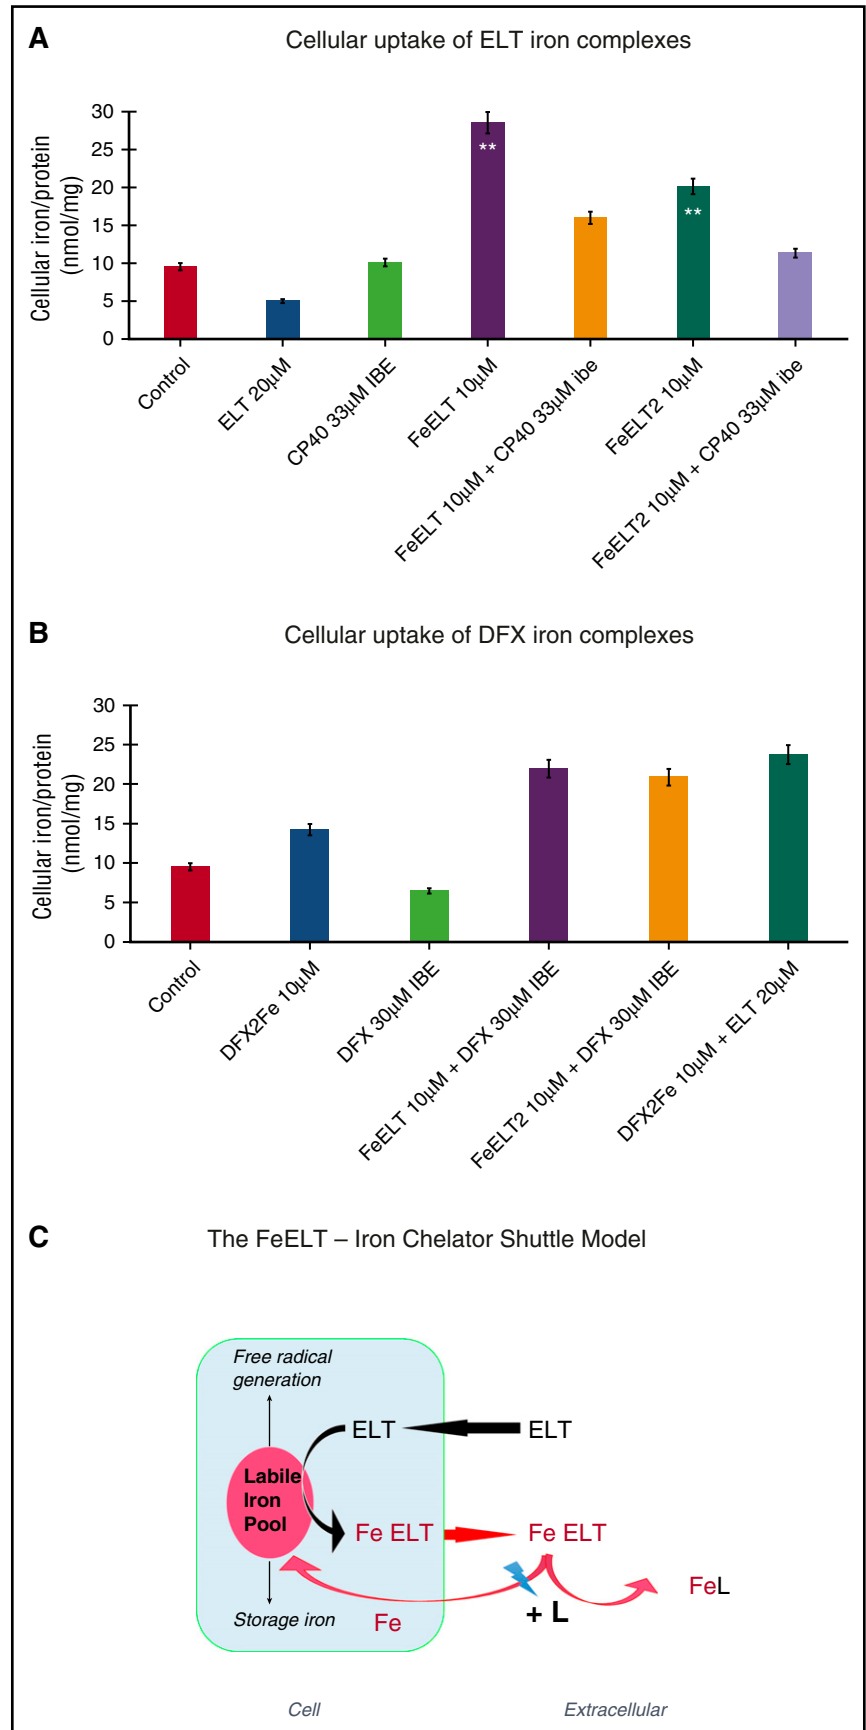 A
Cellular uptake of ELT iron complexes
Cellular iron/protein
(nmol/mg)
30
25
20
15
10
5
0
**
**
Control
ELT 20μM
CP40 33μM IBE
FeELT 10μM
FeELT 10μM + CP40 33μM ibe
FeELT2 10μM
FeELT2 10μM + CP40 33μM ibe
B
Cellular uptake of DFX iron complexes
Cellular iron/protein
(nmol/mg)
30
25
20
15
10
5
0
Control
DFX2Fe 10μM
DFX 30μM IBE
FeELT 10μM + DFX 30μM IBE
FeELT2 10μM + DFX 30μM IBE
DFX2Fe 10μM + ELT 20μM
C
The FeELT – Iron Chelator Shuttle Model
Free radical
generation
ELT
ELT
Labile
Iron
Pool
Fe ELT
Fe ELT
FeL
+ L
Storage iron
Fe
Cell
Extracellular